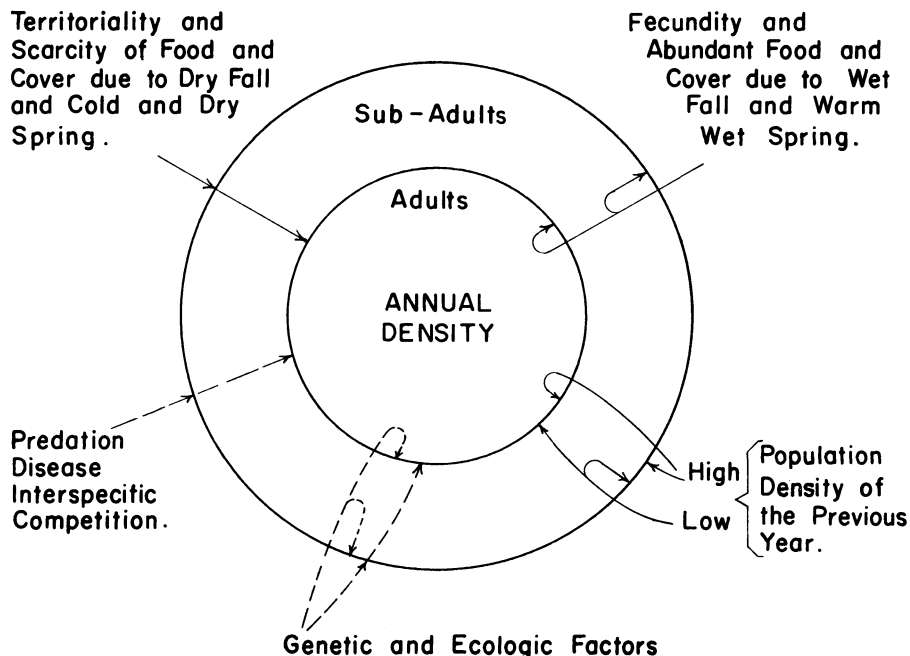 Territoriality and
Scarcity of Food and
Cover due to Dry Fall
and Cold and Dry
Spring.
Fecundity and
Abundant Food and
Cover due to Wet
Fall and Warm
Wet Spring.
Sub-Adults
Adults
ANNUAL
DENSITY
Predation
Disease
Interspecific
Competition.
High
Low
Population
Density of
the Previous
Year.
Genetic and Ecologic Factors